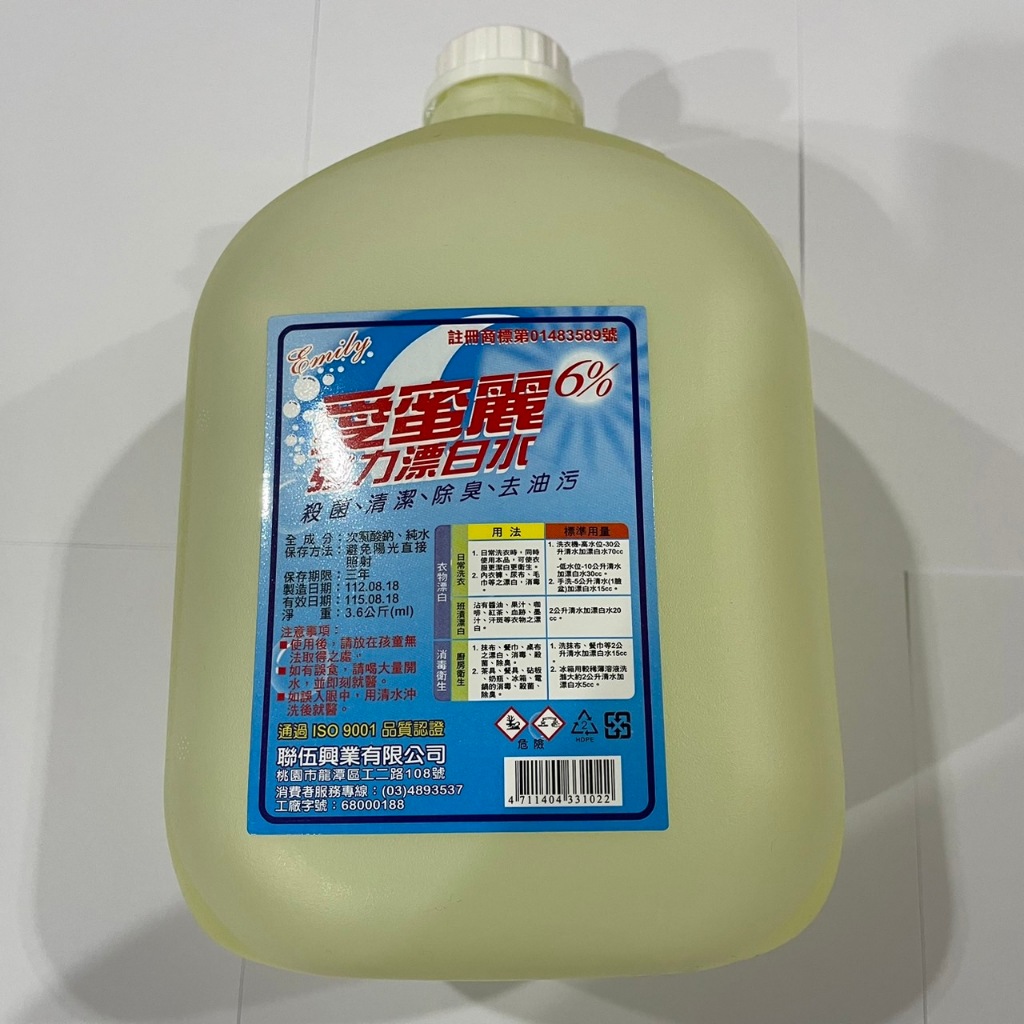 Emily
註冊商標第01483589號
愛蜜麗
6%
強力漂白水
殺菌、清潔、除臭、去油污
全成分：次氯酸鈉、純水
保存方法：避免陽光直接
照射
保存期限：三年
製造日期：112.08.18
有效日期：115.08.18
淨重：3.6公斤(ml)
注意事項：
■使用後，請放在孩童無
法取得之處。
■如有誤食，請喝大量開
水，並即刻就醫。
■如誤入眼中，用清水沖
洗後就醫。
用法
標準用量
衣物漂白
日常洗衣
1. 日常洗衣時，同時
使用本品，可使衣
服更潔白更衛生。
2. 內衣褲、尿布、毛
巾等之漂白，消毒
。
1. 洗衣機-高水位-30公
升清水加漂白水70cc
。
-低水位-10公升清水
加漂白水30cc。
2. 手洗-5公升清水(1臉
盆)加漂白水15cc。
班漬漂白
沾有醬油、果汁、咖
啡、紅茶、血跡、墨
汁、汗斑等衣物之漂
白。
2公升清水加漂白水20
cc。
消毒衛生
廚房衛生
1. 抹布、餐巾、桌布
之漂白、消毒、殺
菌、除臭。
2. 茶具、餐具、砧板
、奶瓶、冰箱、電
鍋的消毒、殺菌、
除臭。
1. 洗抹布、餐巾等2公
升清水加漂白水15cc
。
2. 冰箱用較稀薄溶液洗
滌大約2公升清水加
漂白水5cc。
通過 ISO 9001 品質認證
危險
2
HDPE
聯伍興業有限公司
桃園市龍潭區工二路108號
消費者服務專線：(03)4893537
工廠字號：68000188
4 711404 331022